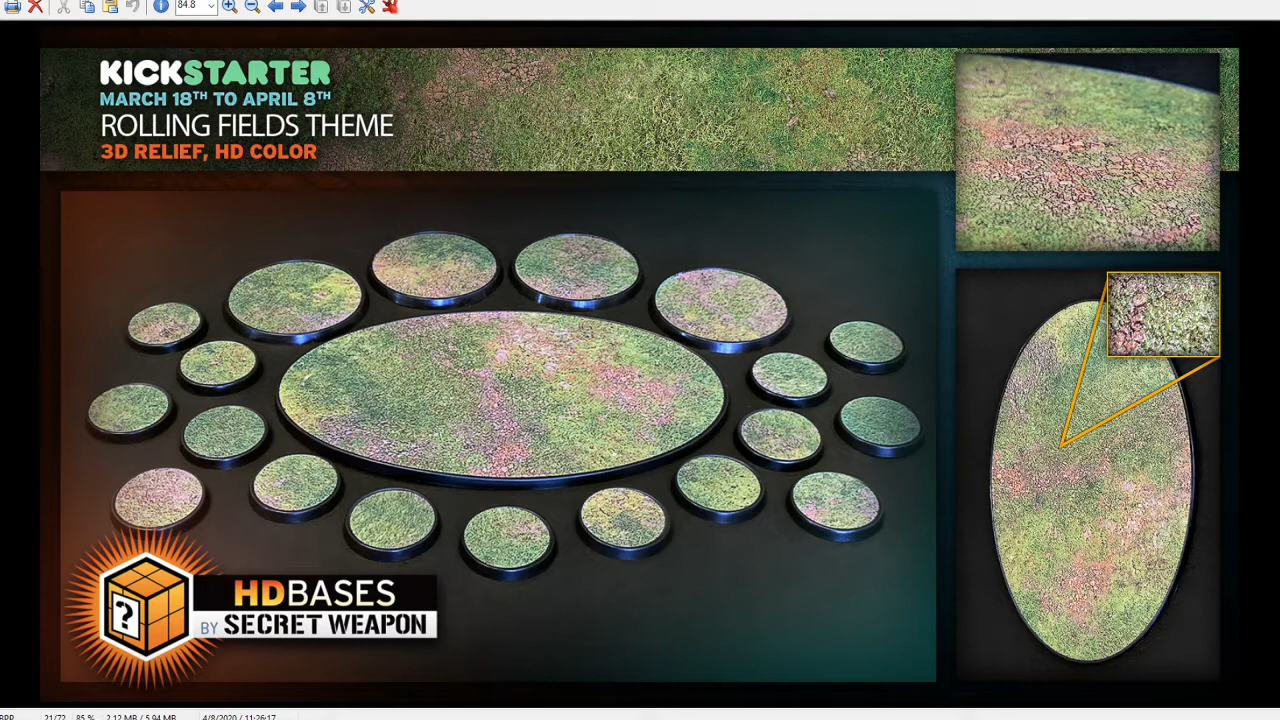 84.8
KICKSTARTER
MARCH 18TH TO APRIL 8TH
ROLLING FIELDS THEME
3D RELIEF, HD COLOR
?
HDBASES
BY SECRET WEAPON
BPP 21/72 85 % 2.12 MB / 5.94 MB 4/8/2020 / 11:26:17